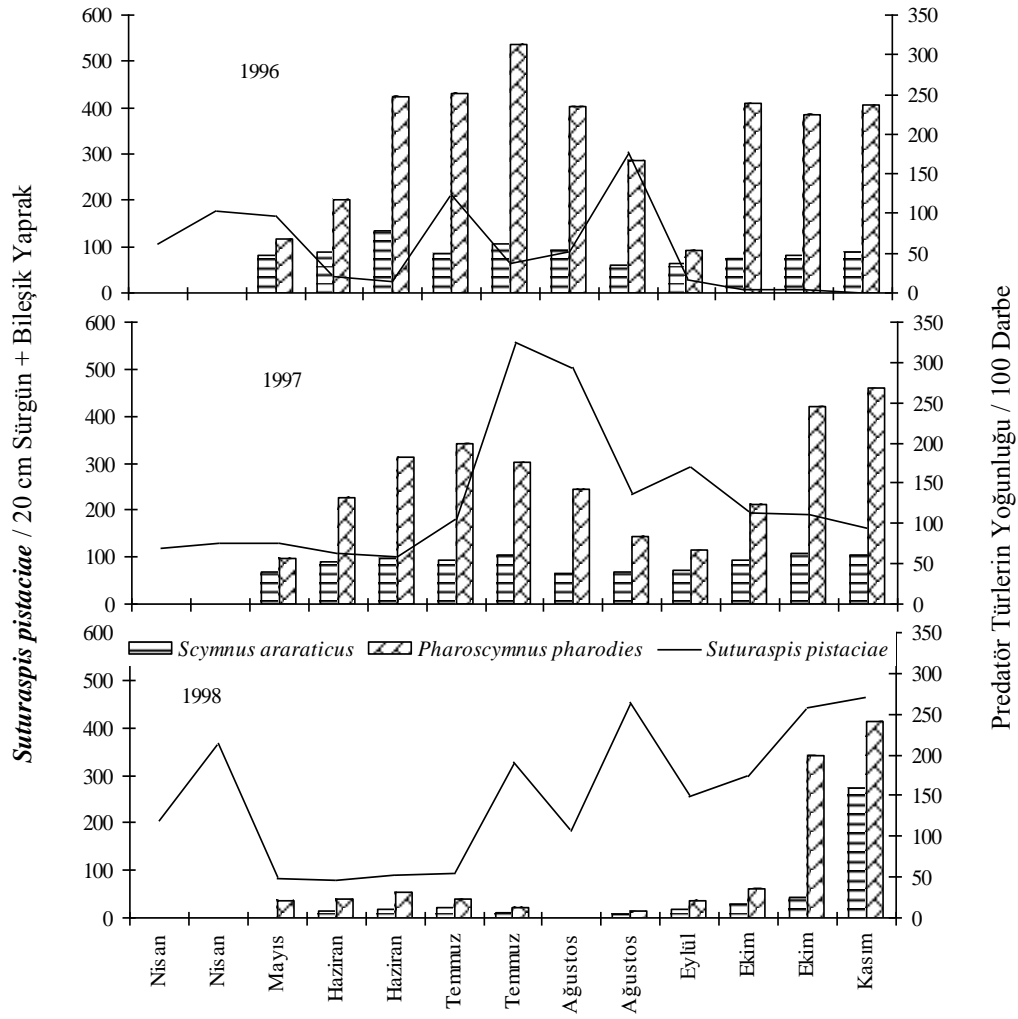 Suturaspis pistaciae / 20 cm Sürgün + Bileşik Yaprak
600
500
400
300
200
100
0
1996
350
300
250
200
150
100
50
0
600
500
400
300
200
100
0
1997
350
300
250
200
150
100
50
0
600
500
400
300
200
100
0
Scymnus araraticus
Pharoscymnus pharodies
Suturaspis pistaciae
1998
350
300
250
200
150
100
50
0
Nisan
Nisan
Mayıs
Haziran
Haziran
Temmuz
Temmuz
Ağustos
Ağustos
Eylül
Ekim
Ekim
Kasım
Predatör Türlerin Yoğunluğu / 100 Darbe